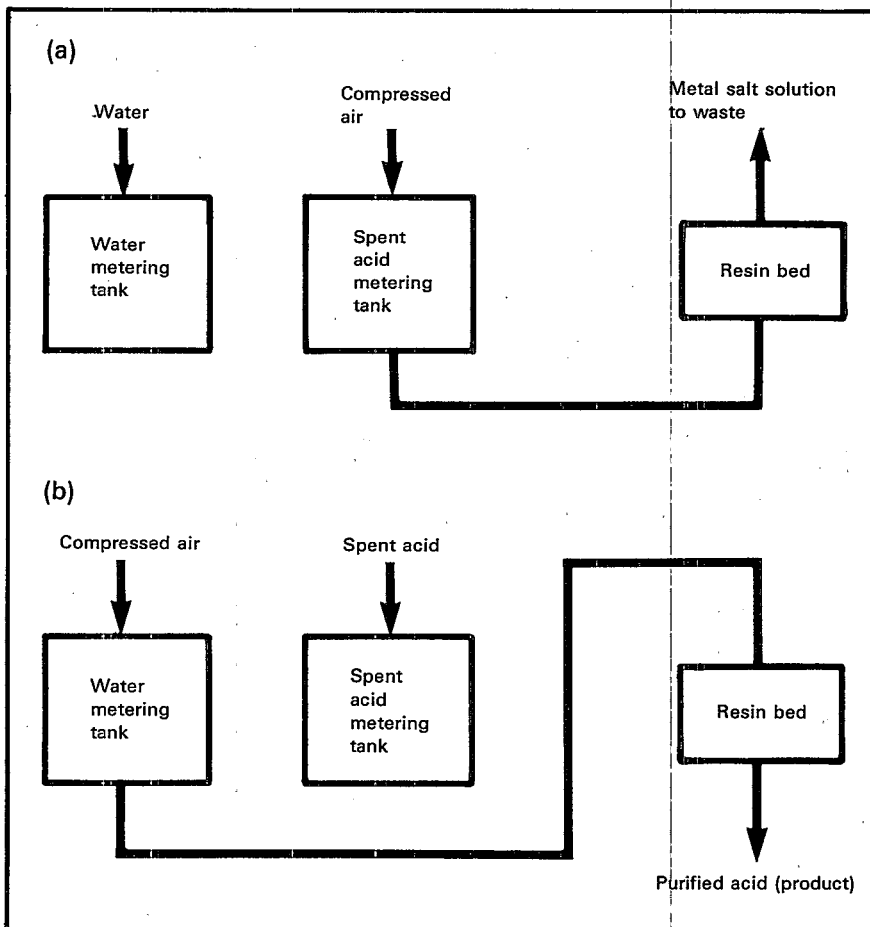 (a)
Water
Compressed
air
Metal salt solution
to waste
Water
metering
tank
Spent
acid
metering
tank
Resin bed
(b)
Compressed air
Spent acid
Water
metering
tank
Spent
acid
metering
tank
Resin bed
Purified acid (product)